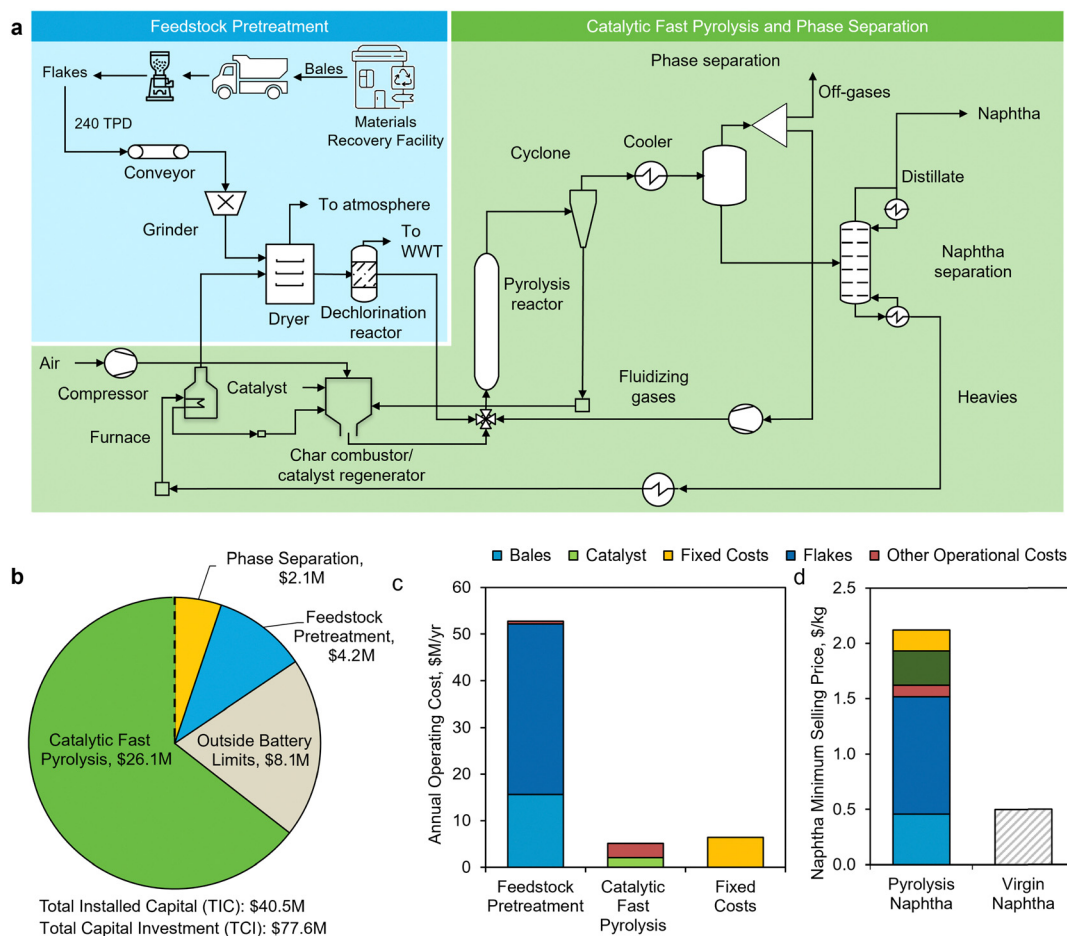 a
Feedstock Pretreatment
Catalytic Fast Pyrolysis and Phase Separation
Flakes
Bales
Materials
Recovery Facility
240 TPD
Conveyor
Grinder
To atmosphere
To
WWT
Dryer
Dechlorination
reactor
Phase separation
Off-gases
Naphtha
Cyclone
Cooler
Distillate
Pyrolysis
reactor
Naphtha
separation
Air
Compressor
Catalyst
Furnace
Char combustor/
catalyst regenerator
Fluidizing
gases
Heavies
b
Phase Separation,
$2.1M
Feedstock
Pretreatment,
$4.2M
Catalytic Fast
Pyrolysis, $26.1M
Outside Battery
Limits, $8.1M
Total Installed Capital (TIC): $40.5M
Total Capital Investment (TCI): $77.6M
Bales
Catalyst
Fixed Costs
Flakes
Other Operational Costs
c
Annual Operating Cost, $M/yr
60
50
40
30
20
10
0
Feedstock
Pretreatment
Catalytic
Fast
Pyrolysis
Fixed
Costs
d
Naphtha Minimum Selling Price, $/kg
2.5
2.0
1.5
1.0
0.5
0.0
Pyrolysis
Naphtha
Virgin
Naphtha